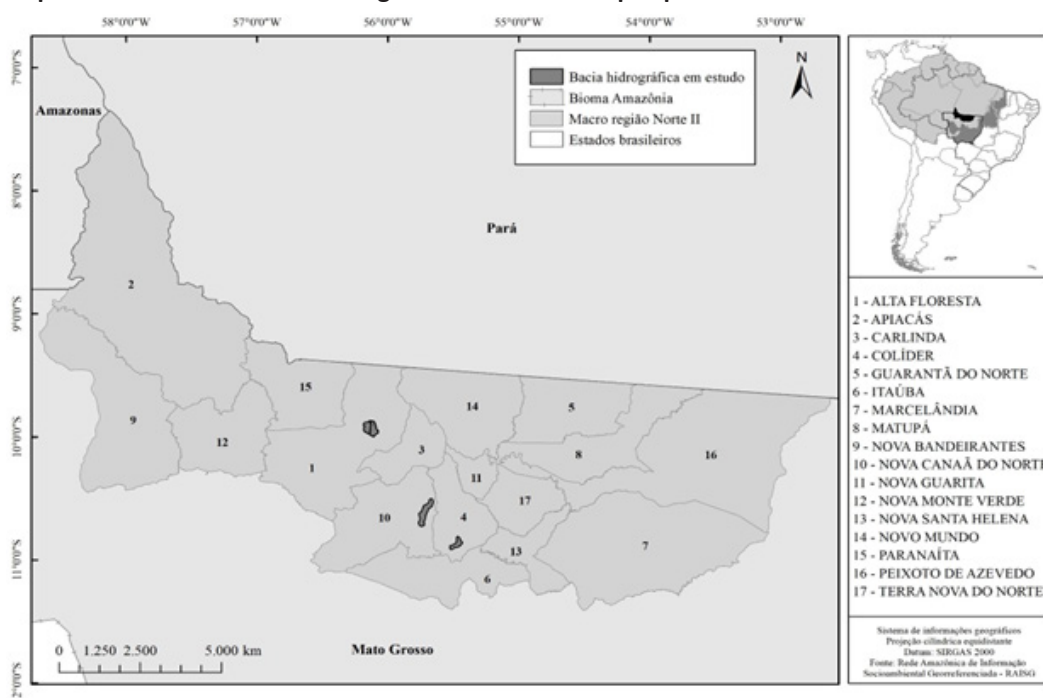 58°0'0"W 57°0'0"W 56°0'0"W 55°0'0"W 54°0'0"W 53°0'0"W
7°0'0"S
8°0'0"S
9°0'0"S
10°0'0"S
11°0'0"S
2°0'0"S
N
Bacia hidrográfica em estudo
Bioma Amazônia
Macro região Norte II
Estados brasileiros
Amazonas
Pará
2
15
14
5
9
12
3
8
16
1
11
17
10
4
13
7
6
0 1.250 2.500 5.000 km
Mato Grosso
1 - ALTA FLORESTA
2 - APIACÁS
3 - CARLINDA
4 - COLÍDER
5 - GUARANTÃ DO NORTE
6 - ITAÚBA
7 - MARCELÂNDIA
8 - MATUPÁ
9 - NOVA BANDEIRANTES
10 - NOVA CANAÃ DO NORTE
11 - NOVA GUARITA
12 - NOVA MONTE VERDE
13 - NOVA SANTA HELENA
14 - NOVO MUNDO
15 - PARANAÍTA
16 - PEIXOTO DE AZEVEDO
17 - TERRA NOVA DO NORTE
Sistema de informações geográficos
Projeção cilíndrica equidistante
Datum: SIRGAS 2000
Fonte: Rede Amazônica de Informação
Socioambiental Georreferenciada - RAISG